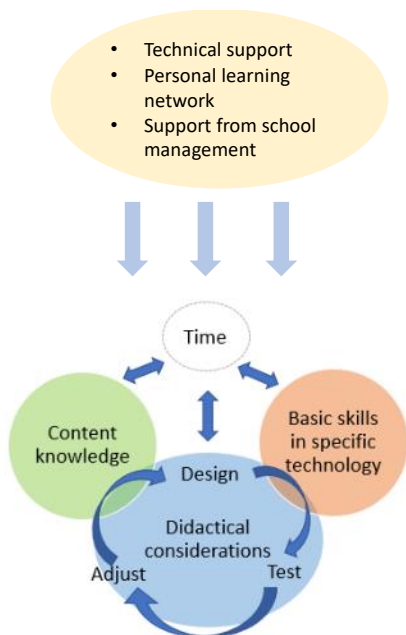 • Technical support
• Personal learning
network
• Support from school
management
Time
Content
knowledge
Basic skills
in specific
technology
Design
Didactical
considerations
Adjust
Test